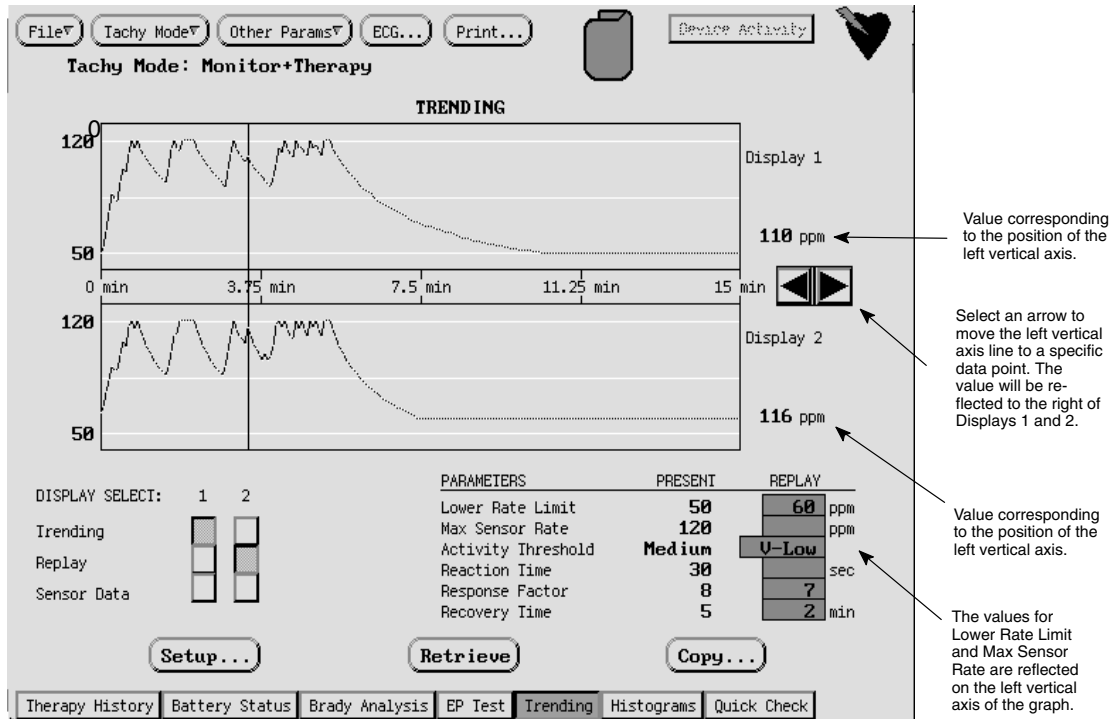 File▿ Tachy Mode▿ Other Params▿ ECG... Print... Device Activity
Tachy Mode: Monitor+Therapy
TRENDING
0
120
Display 1
110 ppm
50
0 min 3.75 min 7.5 min 11.25 min 15 min
120
Display 2
116 ppm
50
DISPLAY SELECT: 1 2
Trending
Replay
Sensor Data
PARAMETERS PRESENT REPLAY
Lower Rate Limit 50 60 ppm
Max Sensor Rate 120 ppm
Activity Threshold Medium V-Low
Reaction Time 30 sec
Response Factor 8 7
Recovery Time 5 2 min
Setup... Retrieve Copy...
Therapy History Battery Status Brady Analysis EP Test Trending Histograms Quick Check
Value corresponding
to the position of the
left vertical axis.
Select an arrow to
move the left vertical
axis line to a specific
data point. The
value will be re-
flected to the right of
Displays 1 and 2.
Value corresponding
to the position of the
left vertical axis.
The values for
Lower Rate Limit
and Max Sensor
Rate are reflected
on the left vertical
axis of the graph.